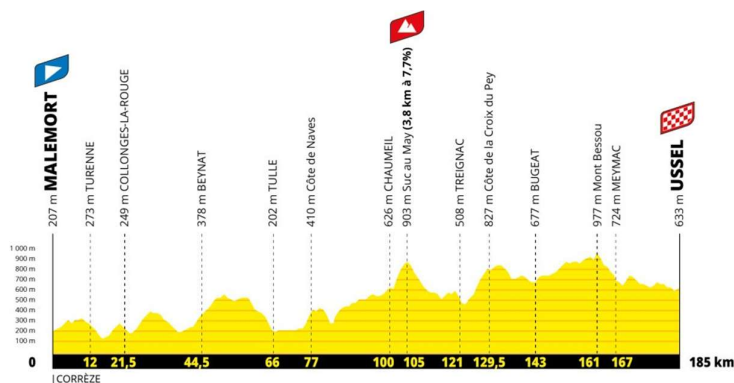 207 m MALEMORT
273 m TURENNE
249 m COLLONGES-LA-ROUGE
378 m BEYNAT
202 m TULLE
410 m Côte de Naves
626 m CHAUMEIL
903 m Suc au May (3,8 km à 7,7%)
508 m TREIGNAC
827 m Côte de la Croix du Pey
677 m BUGEAT
977 m Mont Bessou
724 m MEYMAC
633 m USSEL
1 000 m
900 m
800 m
700 m
600 m
500 m
400 m
300 m
200 m
100 m
0 12 21,5 44,5 66 77 100 105 121 129,5 143 161 167 185 km
CORRÈZE